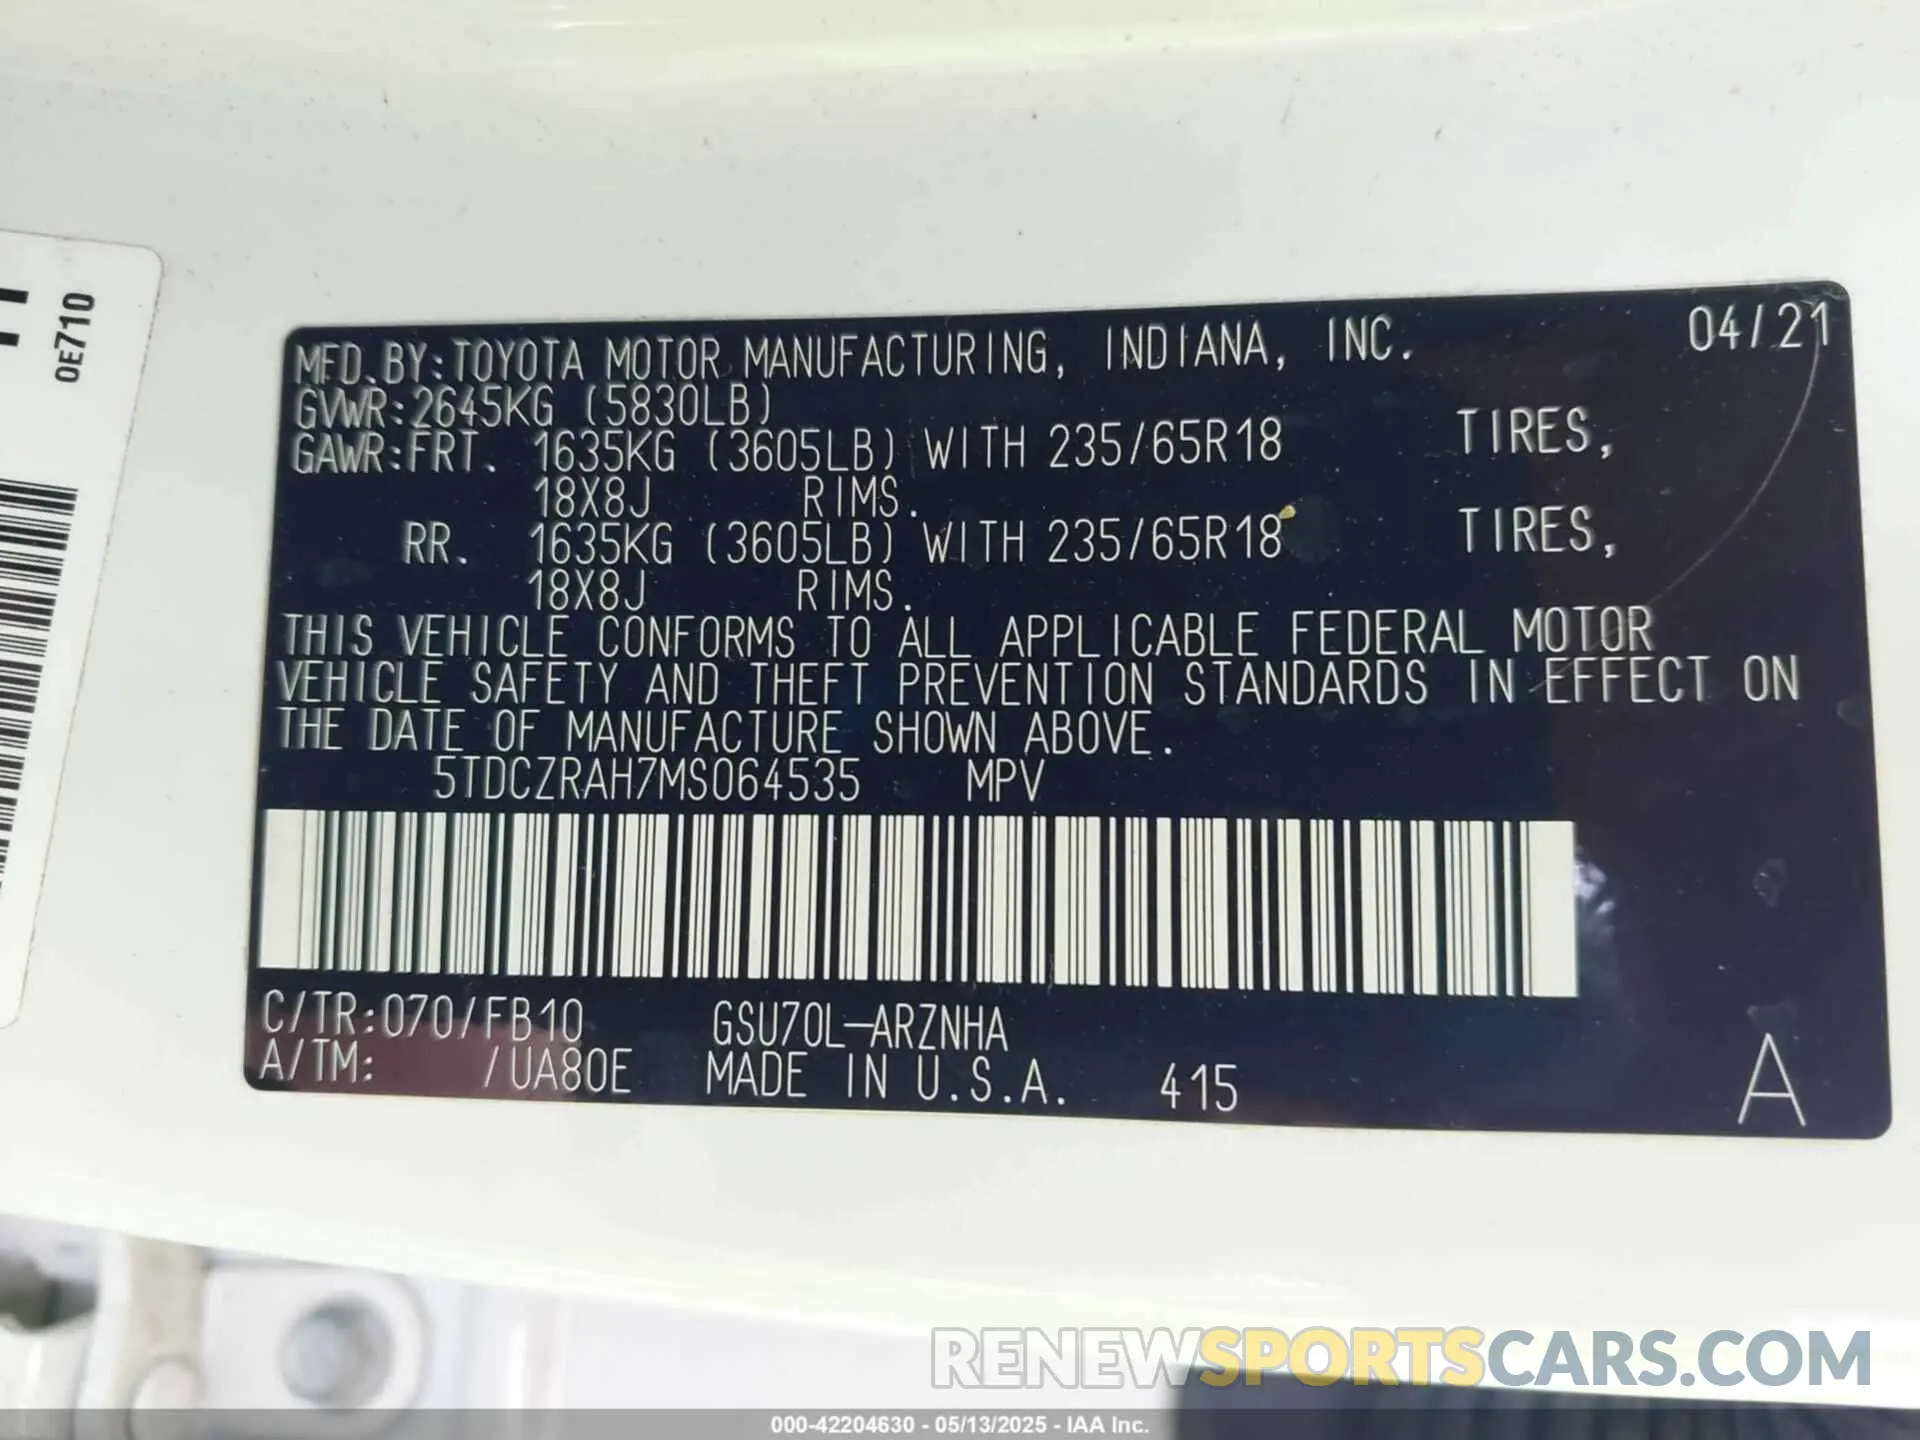 OE710
MFD. BY: TOYOTA MOTOR MANUFACTURING, INDIANA, INC. 04/21
GVWR: 2645KG (5830LB)
GAWR: FRT. 1635KG (3605LB) WITH 235/65R18 TIRES,
18X8J RIMS.
RR. 1635KG (3605LB) WITH 235/65R18 TIRES,
18X8J RIMS.
THIS VEHICLE CONFORMS TO ALL APPLICABLE FEDERAL MOTOR
VEHICLE SAFETY AND THEFT PREVENTION STANDARDS IN EFFECT ON
THE DATE OF MANUFACTURE SHOWN ABOVE.
5TDCZRAH7MS064535 MPV
C/TR: 070/FB10 GSU70L-ARZNHA
A/TM: /UA80E MADE IN U.S.A. 415 A
RENEWSPORTSCARS.COM
000-42204630 - 05/13/2025 - IAA Inc.